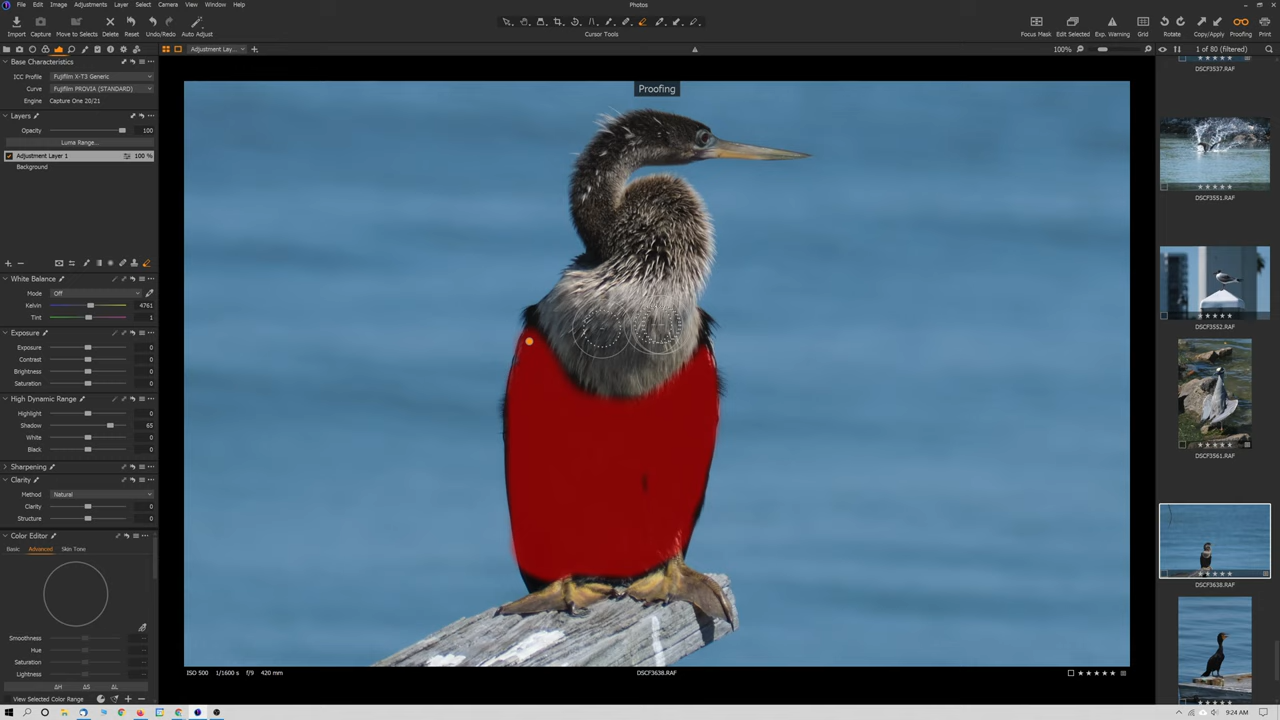 File Edit View Adjustments Layer Select Camera Image Window Help
Photos
Import Capture Move to Selects Delete Reset Undo/Redo Auto Adjust
Cursor Tools
Focus Mask Edit Selected Exp. Warning Grid Rotate Copy/Apply Proofing Print
Adjustment Lay...
100%
1 of 80 (filtered)
Base Characteristics
ICC Profile Fujifilm X-T3 Generic
Curve Fujifilm PROVIA (STANDARD)
Engine Capture One 20/21
Layers
Opacity 100
Luma Range...
Adjustment Layer 1 100 %
Background
White Balance
Mode Off
Kelvin 4761
Tint 1
Exposure
Exposure 0
Contrast 0
Brightness 0
Saturation 0
High Dynamic Range
Highlight 0
Shadow 65
White 0
Black 0
Sharpening
Clarity
Method Natural
Clarity 0
Structure 0
Color Editor
Basic Advanced Skin Tone
Smoothness
Hue
Saturation
Lightness
ΔH ΔS ΔL
View Selected Color Range
Proofing
ISO 500 1/1600 s f/9 420 mm
DSCF3638.RAF
DSCF3537.RAF
DSCF3551.RAF
DSCF3552.RAF
DSCF3561.RAF
DSCF3638.RAF
9:24 AM